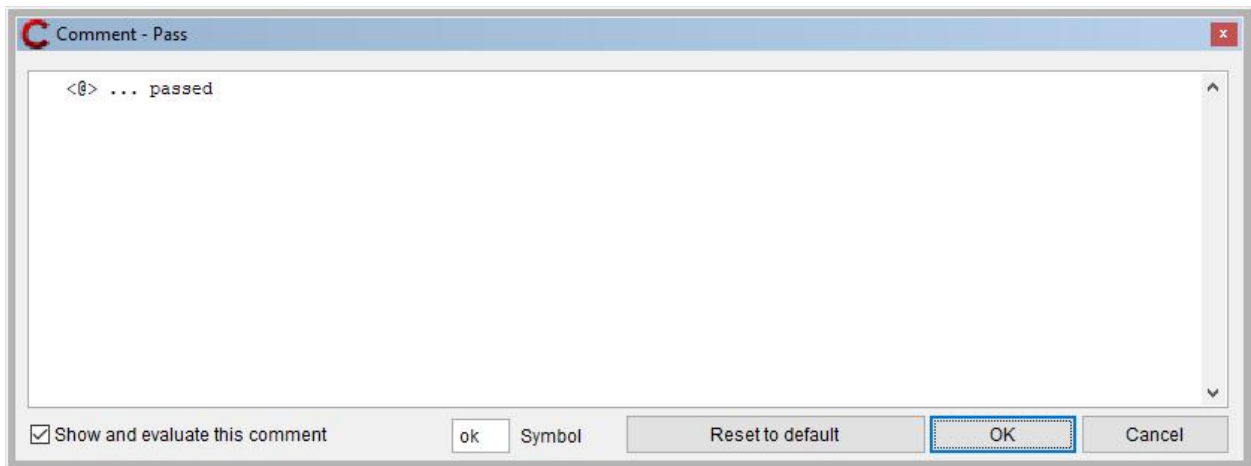 Comment - Pass
x
<@> ... passed
Show and evaluate this comment
ok
Symbol
Reset to default
OK
Cancel